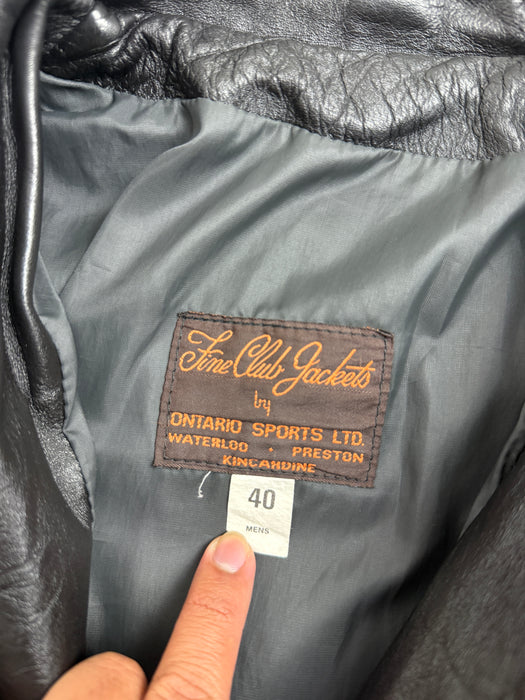 Fine Club Jackets
by
ONTARIO SPORTS LTD.
WATERLOO • PRESTON
KINCARDINE
40
MENS